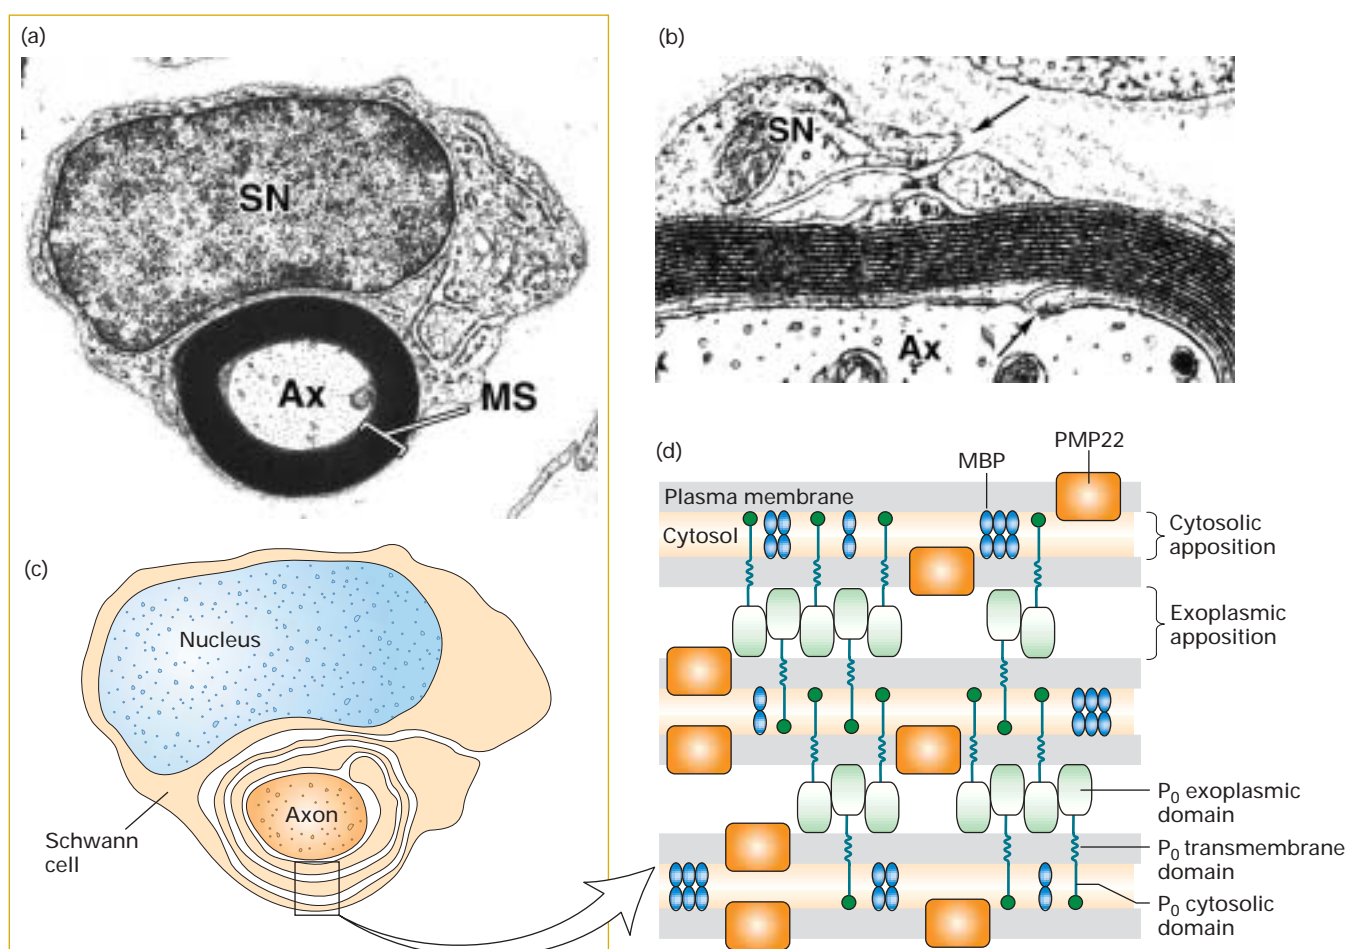 (a)
SN
Ax
MS
(b)
SN
Ax
(c)
Nucleus
Axon
Schwann
cell
(d)
MBP
PMP22
Plasma membrane
Cytosol
Cytosolic
apposition
Exoplasmic
apposition
P0 exoplasmic
domain
P0 transmembrane
domain
P0 cytosolic
domain